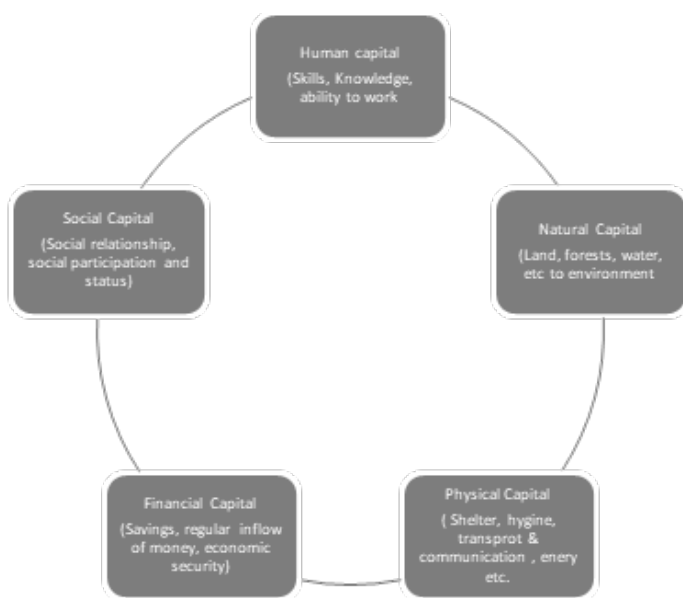 Human capital
(Skills, Knowledge,
ability to work
Natural Capital
(Land, forests, water,
etc to environment
Physical Capital
( Shelter, hygine,
transprot &
communication , enery
etc.
Financial Capital
(Savings, regular inflow
of money, economic
security)
Social Capital
(Social relationship,
social participation and
status)